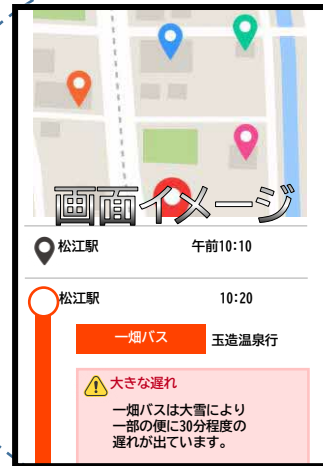 画面イメージ
松江駅 午前10:10
松江駅 10:20
一畑バス 玉造温泉行
大きな遅れ
一畑バスは大雪により
一部の便に30分程度の
遅れが出ています。